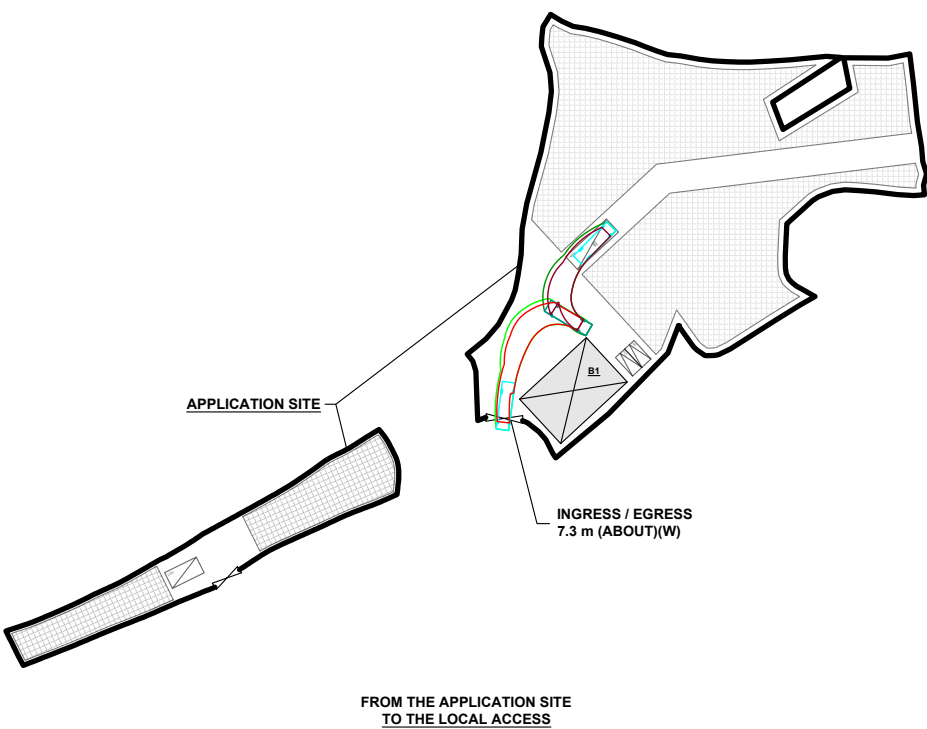 B1
APPLICATION SITE
INGRESS / EGRESS
7.3 m (ABOUT)(W)
FROM THE APPLICATION SITE
TO THE LOCAL ACCESS